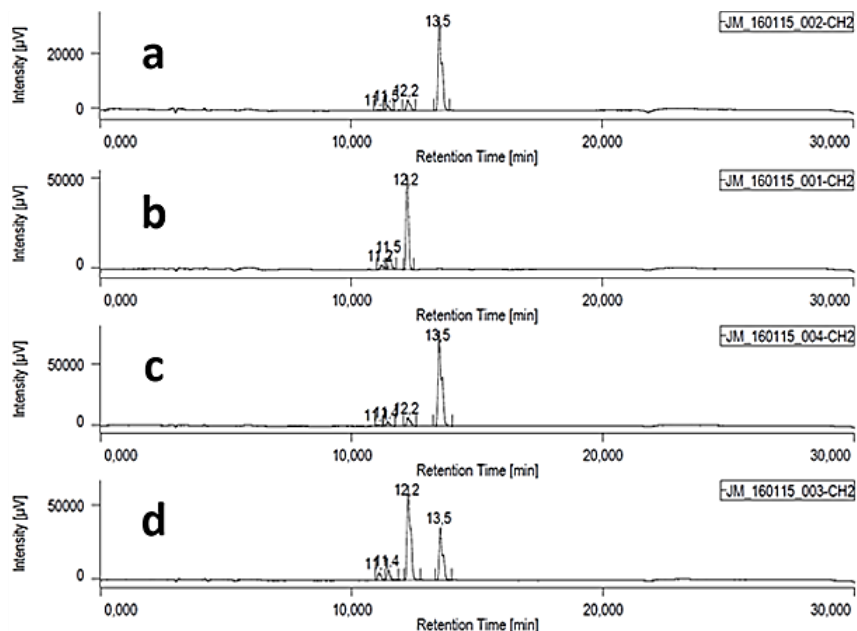 Intensity [µV]
20000
0
a
11,1
11,5
12,2
13,5
JM_160115_002-CH2
0,000
10,000
20,000
30,000
Retention Time [min]
Intensity [µV]
50000
0
b
11,2
11,5
12,2
JM_160115_001-CH2
0,000
10,000
20,000
30,000
Retention Time [min]
Intensity [µV]
50000
0
c
11,4
12,2
13,5
JM_160115_004-CH2
0,000
10,000
20,000
30,000
Retention Time [min]
Intensity [µV]
50000
0
d
11,4
12,2
13,5
JM_160115_003-CH2
0,000
10,000
20,000
30,000
Retention Time [min]